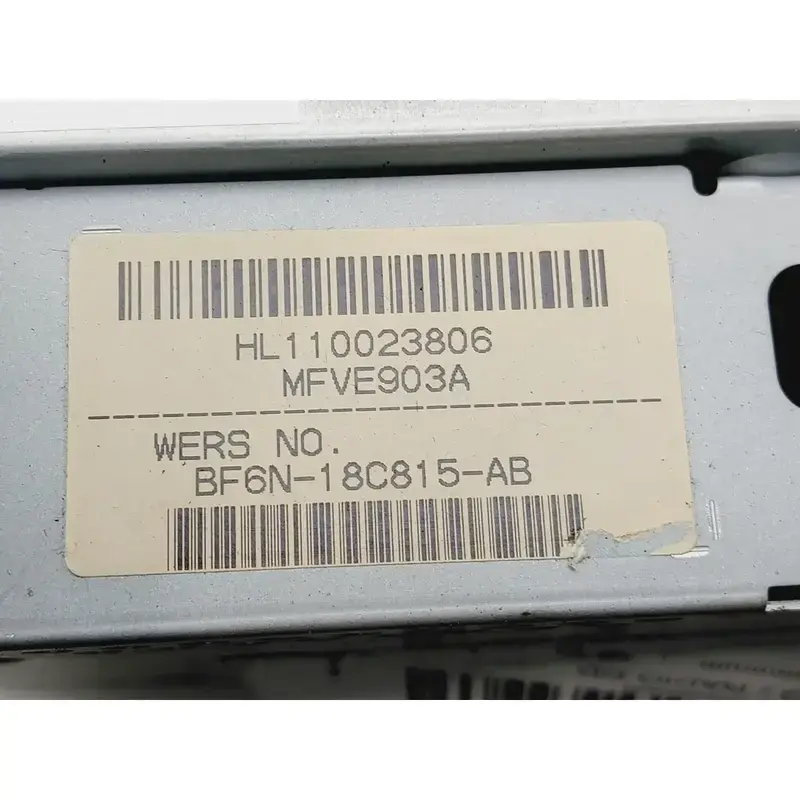 HL110023806
MFVE903A
WERS NO.
BF6N-18C815-AB